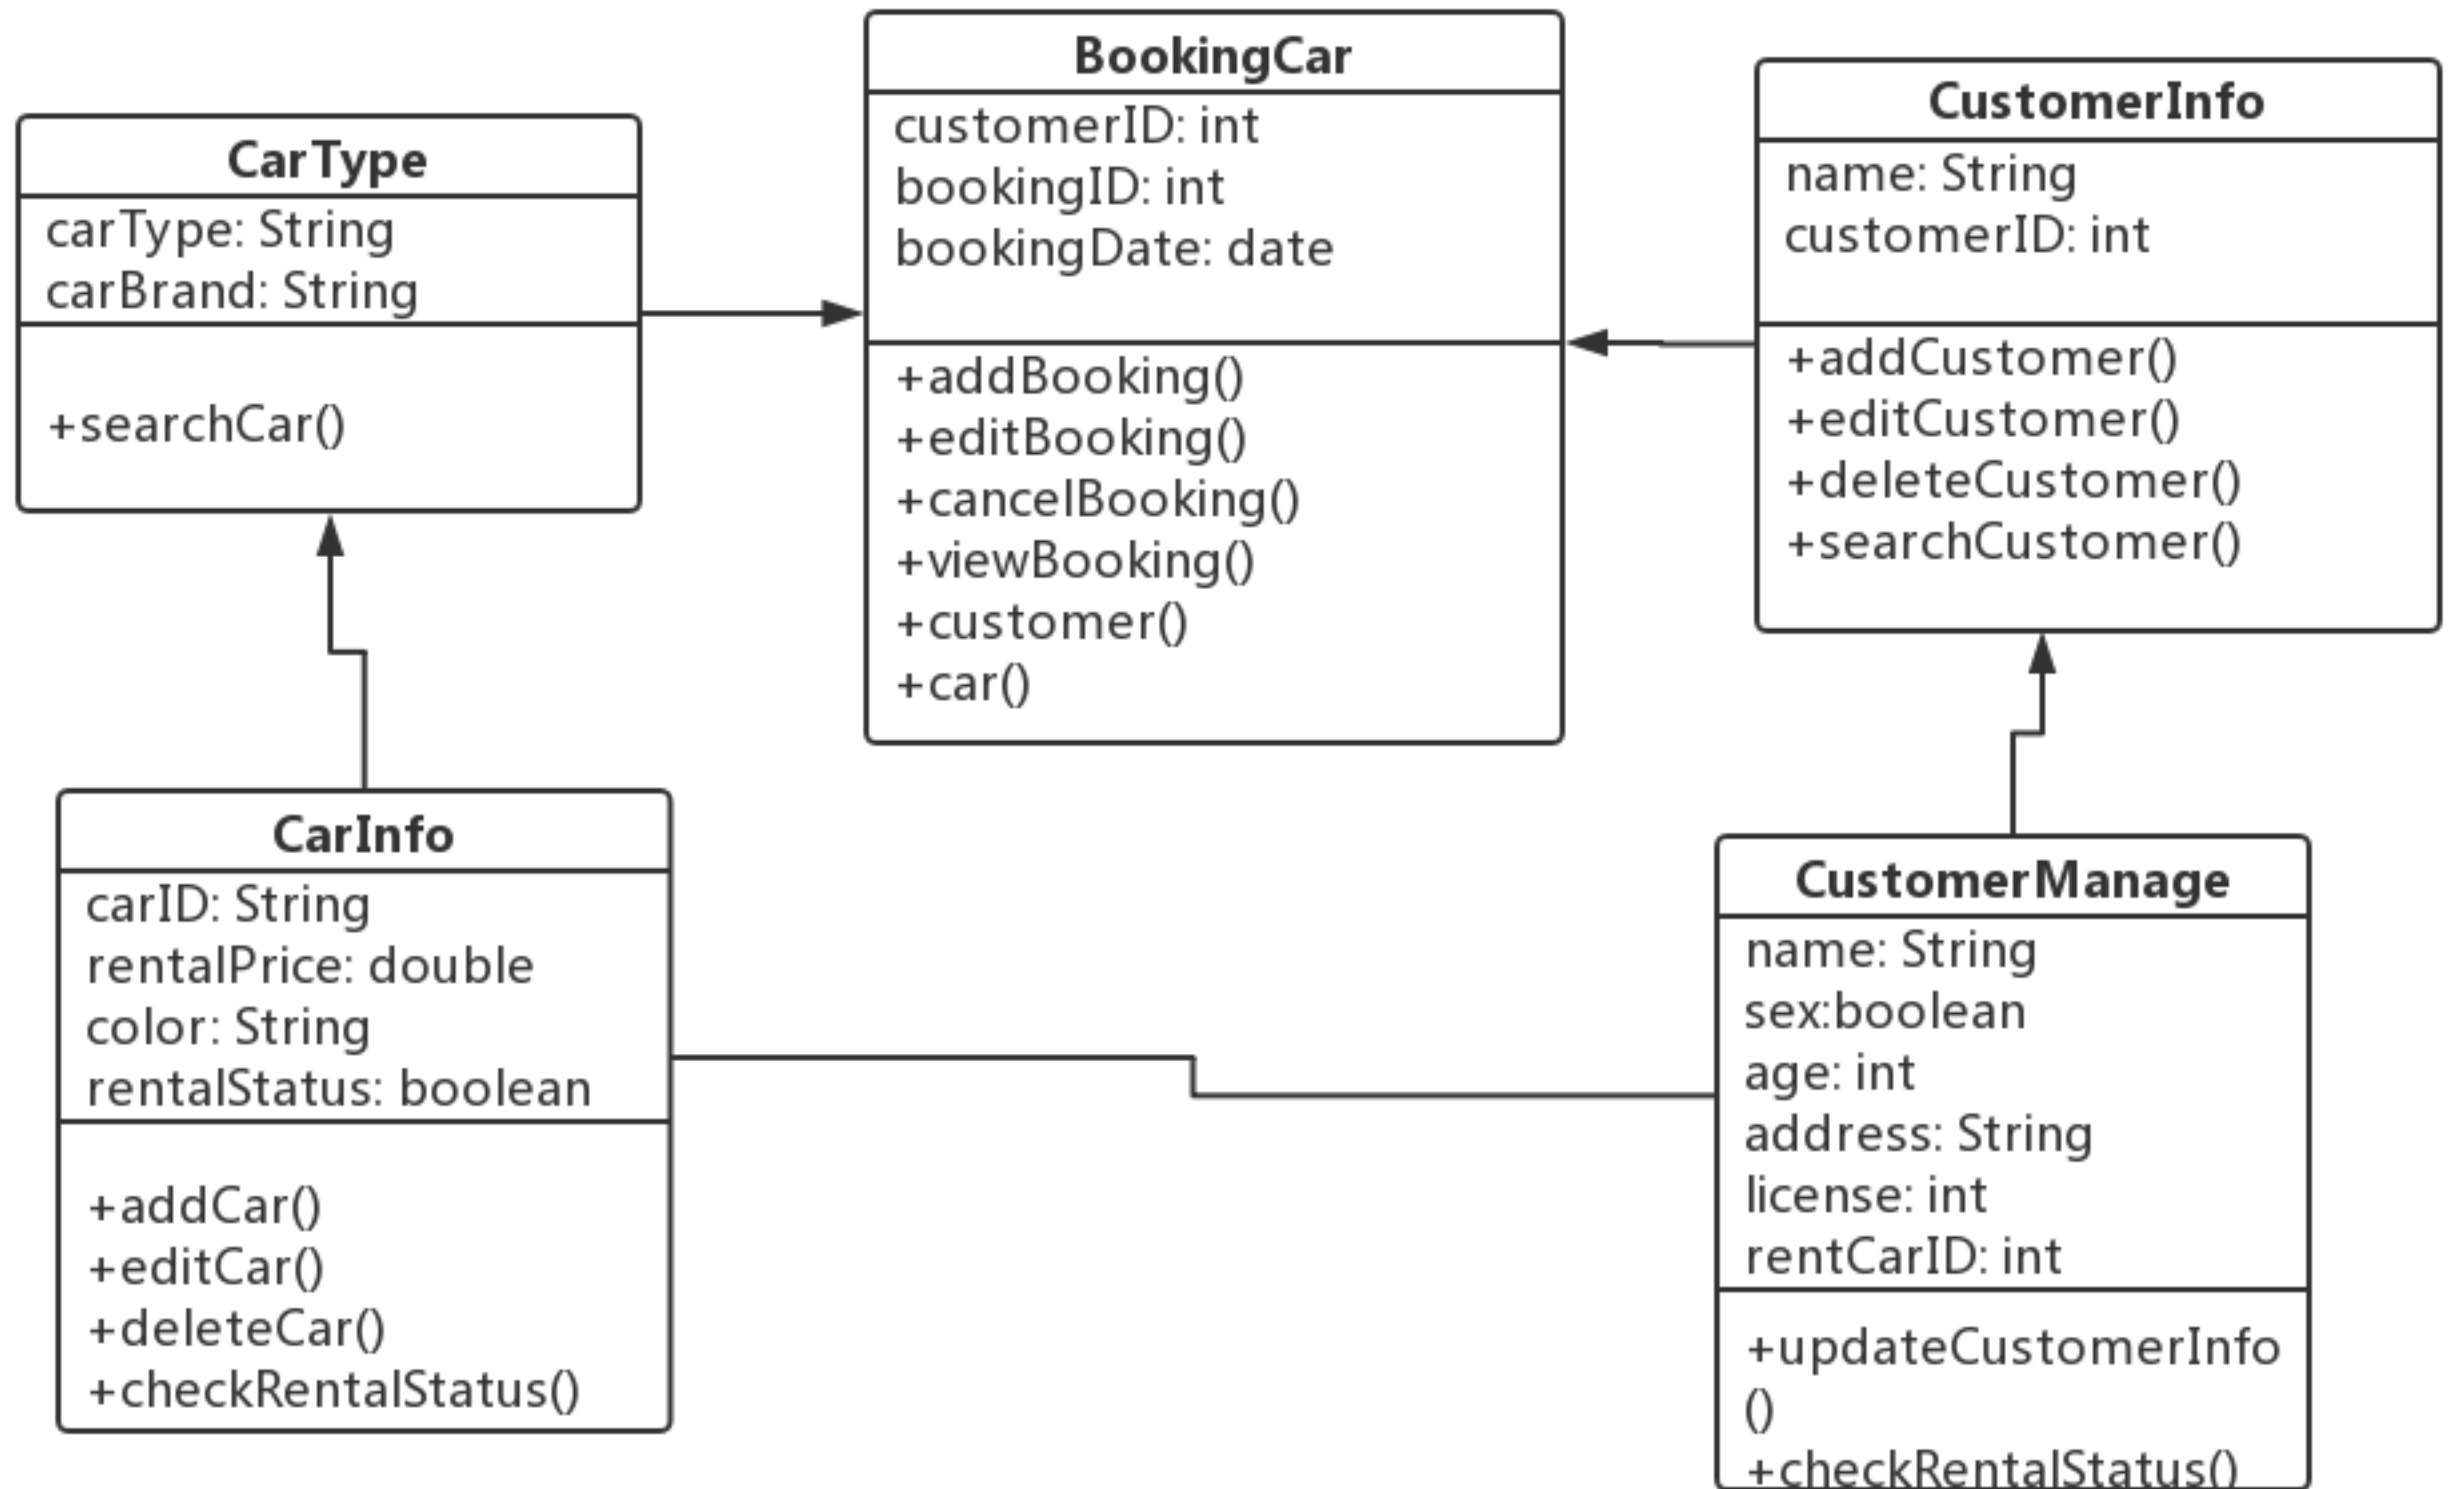 BookingCar
customerID: int
bookingID: int
bookingDate: date
+addBooking()
+editBooking()
+cancelBooking()
+viewBooking()
+customer()
+car()
CarType
carType: String
carBrand: String
+searchCar()
CustomerInfo
name: String
customerID: int
+addCustomer()
+editCustomer()
+deleteCustomer()
+searchCustomer()
CarInfo
carID: String
rentalPrice: double
color: String
rentalStatus: boolean
+addCar()
+editCar()
+deleteCar()
+checkRentalStatus()
CustomerManage
name: String
sex:boolean
age: int
address: String
license: int
rentCarID: int
+updateCustomerInfo
()
+checkRentalStatus()